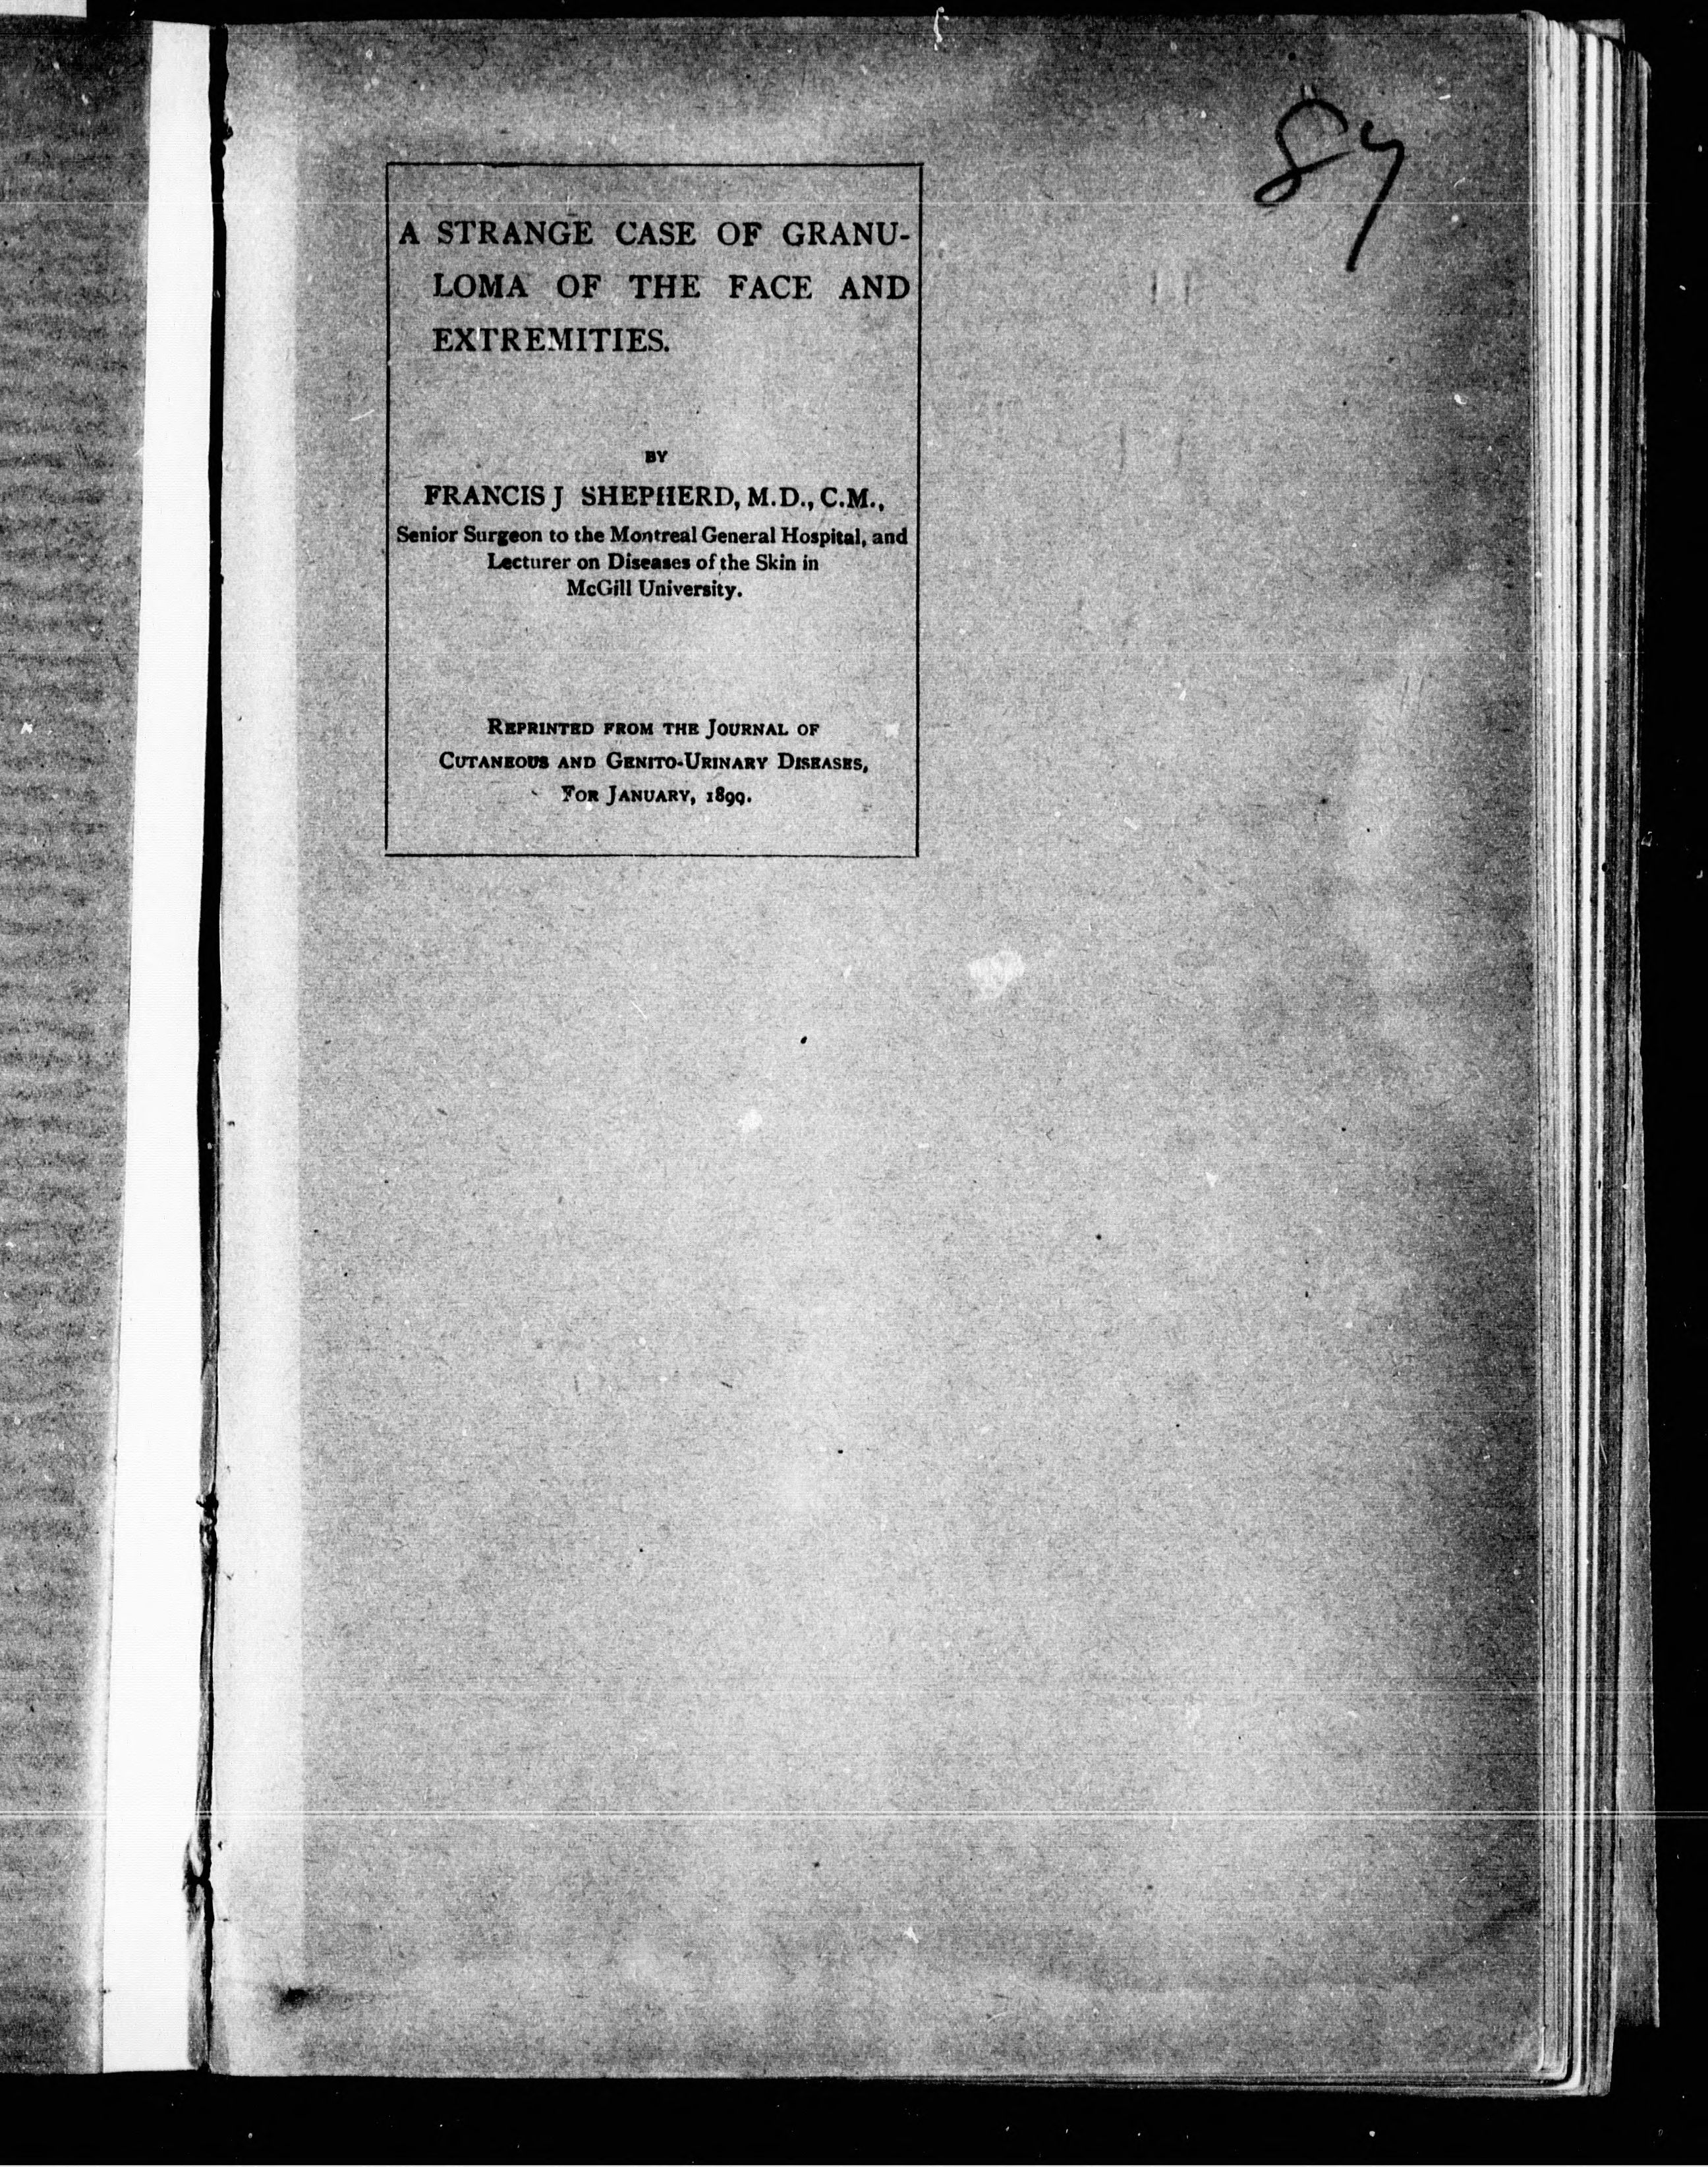 87
A STRANGE CASE OF GRANU-
LOMA OF THE FACE AND
EXTREMITIES.
BY
FRANCIS J SHEPHERD, M.D., C.M.,
Senior Surgeon to the Montreal General Hospital, and
Lecturer on Diseases of the Skin in
McGill University.
REPRINTED FROM THE JOURNAL OF
CUTANEOUS AND GENITO-URINARY DISEASES,
FOR JANUARY, 1899.